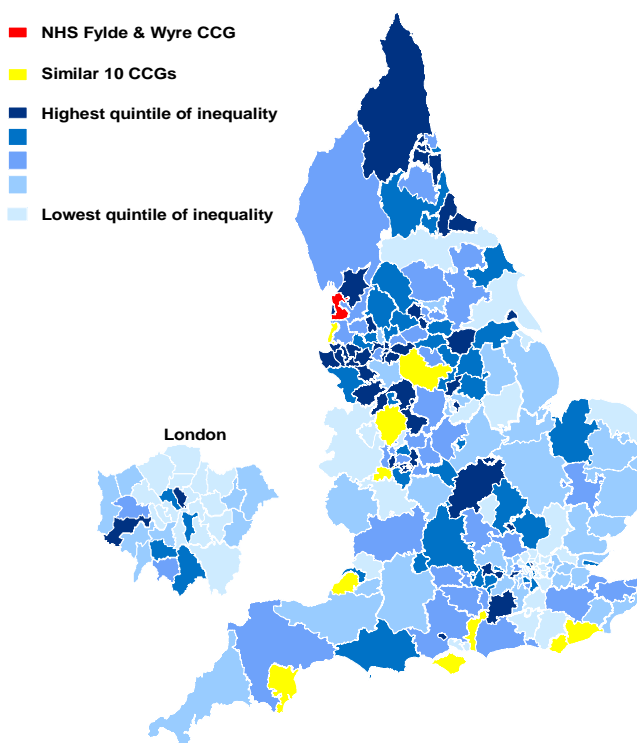 NHS Fylde & Wyre CCG
Similar 10 CCGs
Highest quintile of inequality
Lowest quintile of inequality
London